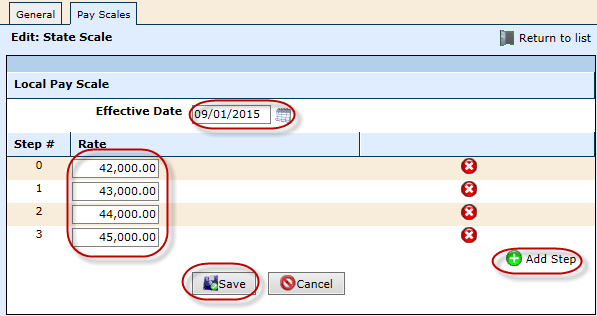 General Pay Scales
Edit: State Scale Return to list
Local Pay Scale
Effective Date 09/01/2015
Step # Rate
0 42,000.00
1 43,000.00
2 44,000.00
3 45,000.00
Add Step
Save Cancel